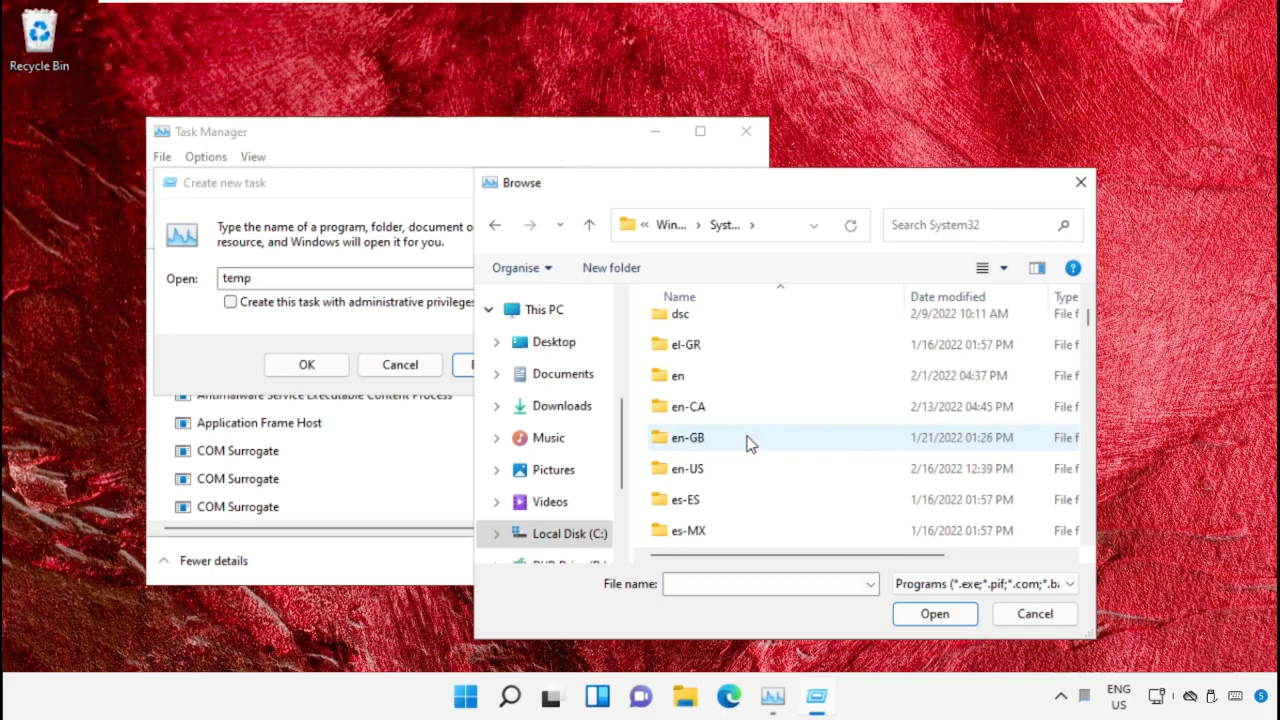 Recycle Bin
Task Manager
File Options View
Create new task
Type the name of a program, folder, document o
resource, and Windows will open it for you.
Open: temp
Create this task with administrative privileges
OK Cancel
Antimalware Service Executable Content Process
Application Frame Host
COM Surrogate
COM Surrogate
COM Surrogate
Fewer details
Browse
« Win... › Syst... ›
Search System32
Organise New folder
This PC
Desktop
Documents
Downloads
Music
Pictures
Videos
Local Disk (C:)
Name Date modified Type
dsc 2/9/2022 10:11 AM File f
el-GR 1/16/2022 01:57 PM File f
en 2/1/2022 04:37 PM File f
en-CA 2/13/2022 04:45 PM File f
en-GB 1/21/2022 01:26 PM File f
en-US 2/16/2022 12:39 PM File f
es-ES 1/16/2022 01:57 PM File f
es-MX 1/16/2022 01:57 PM File f
File name: Programs (*.exe;*.pif;*.com;*.ba
Open Cancel
ENG
US
5